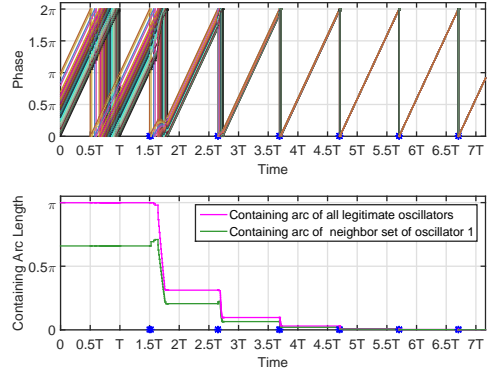 2π
1.5π
π
0.5π
0
Phase
0 0.5T T 1.5T 2T 2.5T 3T 3.5T 4T 4.5T 5T 5.5T 6T 6.5T 7T
Time
π
0.5π
0
Containing Arc Length
Containing arc of all legitimate oscillators
Containing arc of neighbor set of oscillator 1
0 0.5T T 1.5T 2T 2.5T 3T 3.5T 4T 4.5T 5T 5.5T 6T 6.5T 7T
Time